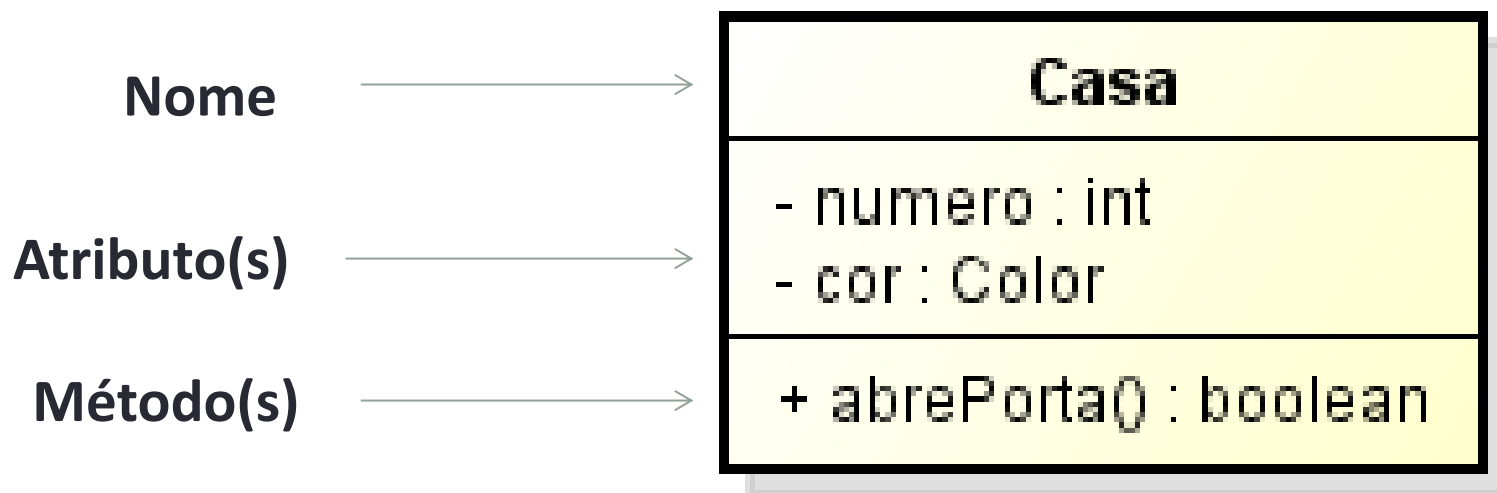 Nome
Casa
Atributo(s)
- numero : int
- cor : Color
Método(s)
+ abrePorta() : boolean